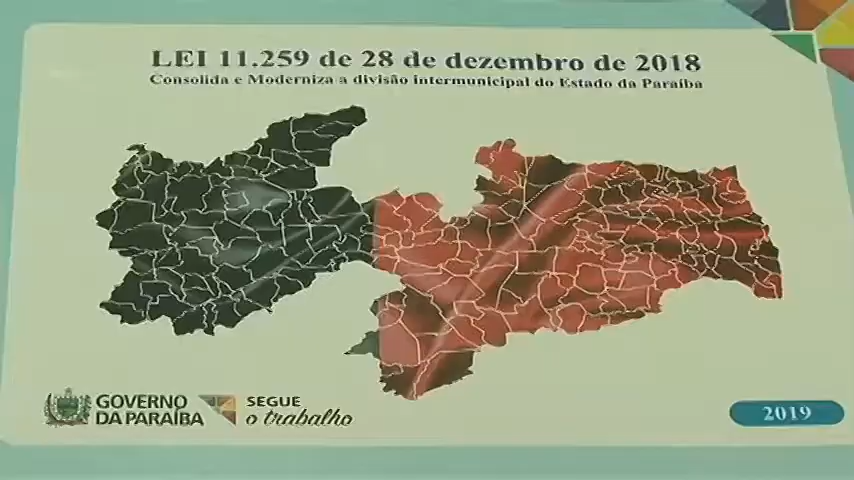 LEI 11.259 de 28 de dezembro de 2018
Consolida e Moderniza a divisão intermunicipal do Estado da Paraíba
GOVERNO
DA PARAÍBA
SEGUE
o trabalho
2019